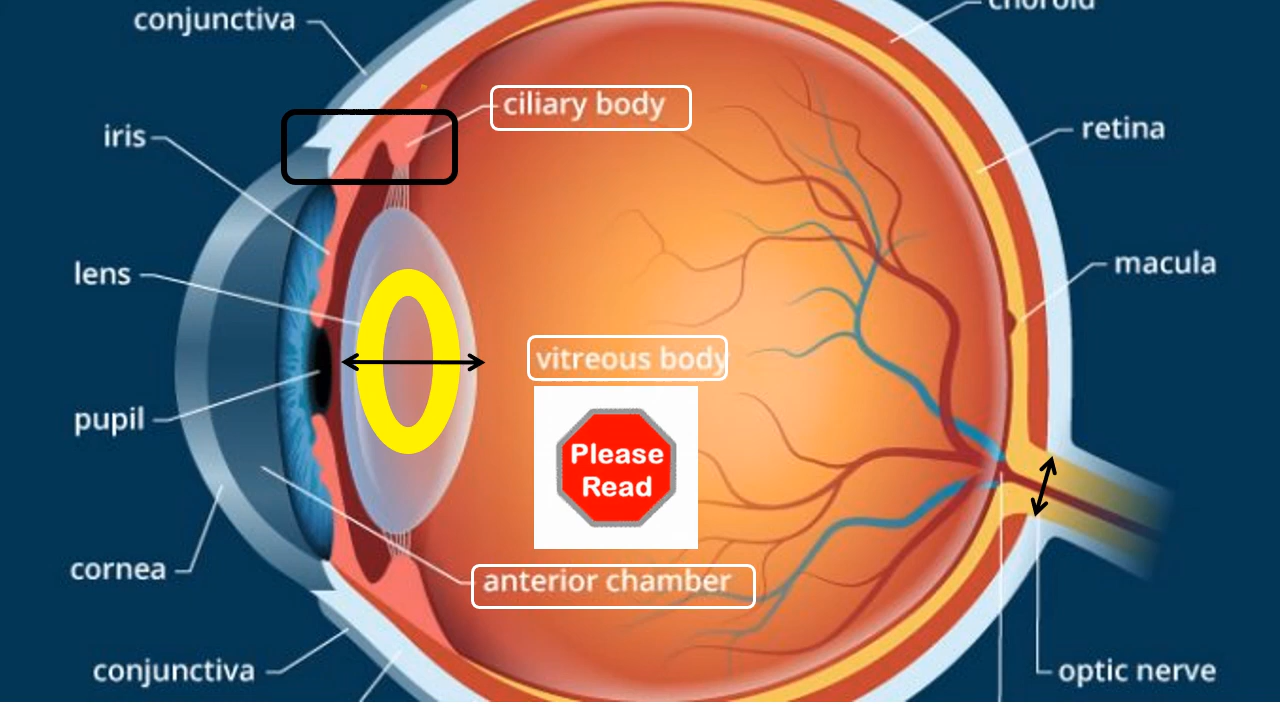 conjunctiva
choroid
ciliary body
iris
retina
lens
macula
vitreous body
pupil
Please
Read
cornea
anterior chamber
conjunctiva
optic nerve